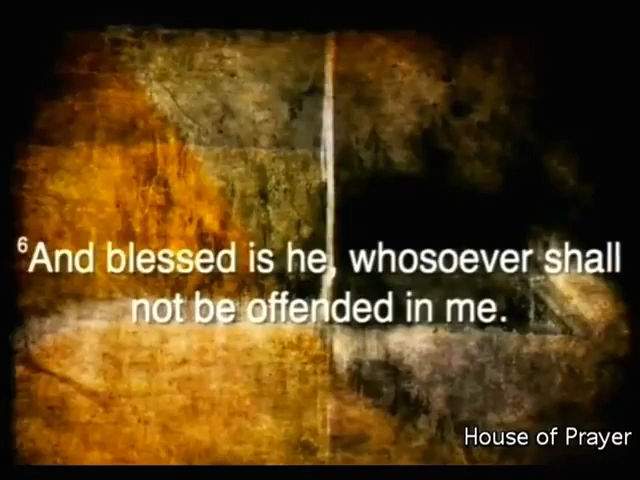 ⁶And blessed is he, whosoever shall
not be offended in me.
House of Prayer